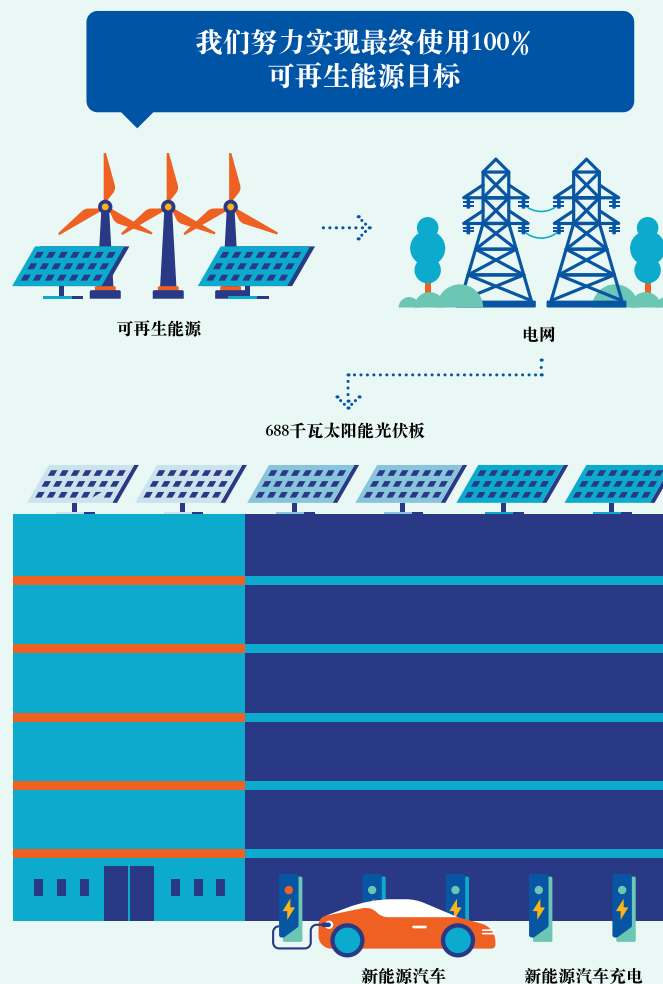 我们努力实现最终使用100%
可再生能源目标
可再生能源
电网
688千瓦太阳能光伏板
新能源汽车
新能源汽车充电